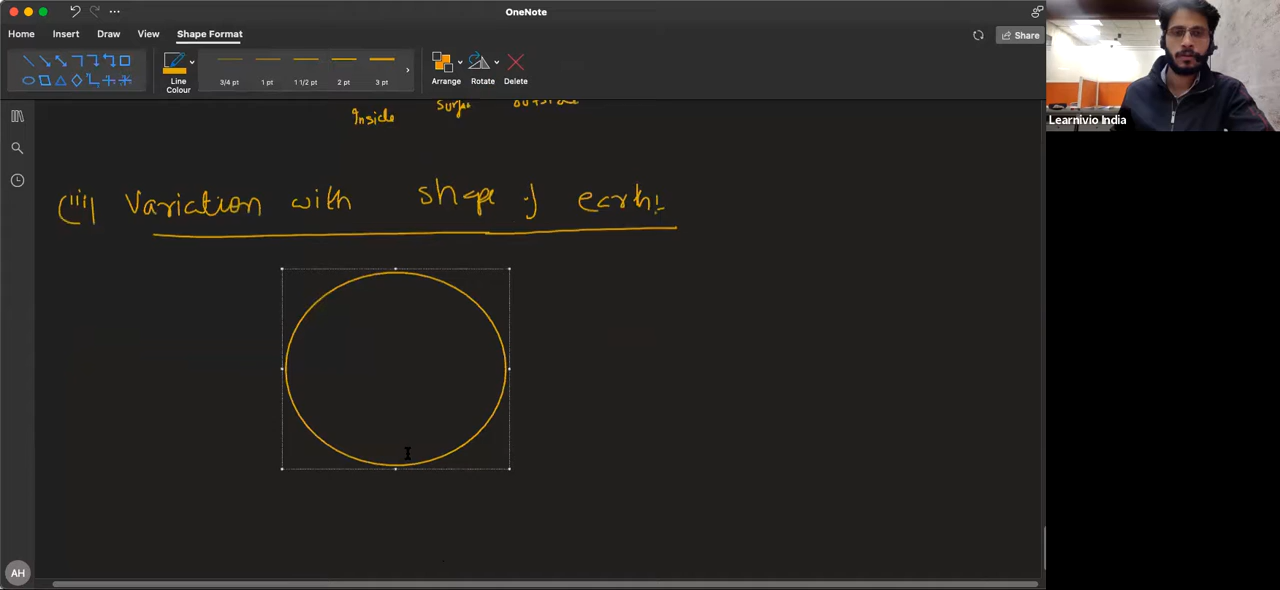 OneNote
Home Insert Draw View Shape Format
Share
Line Colour
3/4 pt 1 pt 1 1/2 pt 2 pt 3 pt
Arrange Rotate Delete
Learnivio India
Inside
(iii) Variation with shape of earth:-
AH